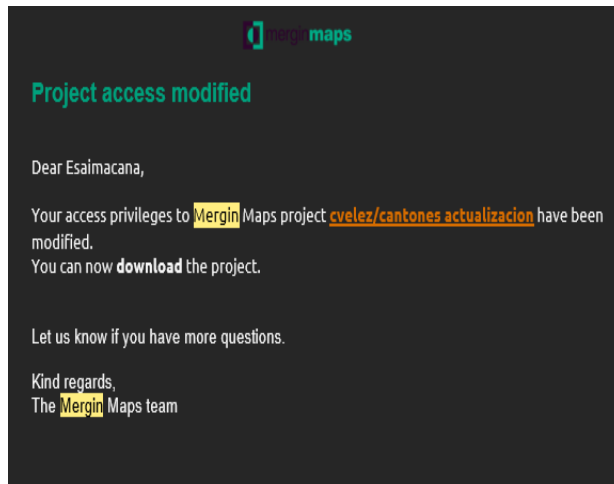 merginmaps
Project access modified
Dear Esaimacana,
Your access privileges to Mergin Maps project cvelez/cantones actualizacion have been
modified.
You can now download the project.
Let us know if you have more questions.
Kind regards,
The Mergin Maps team